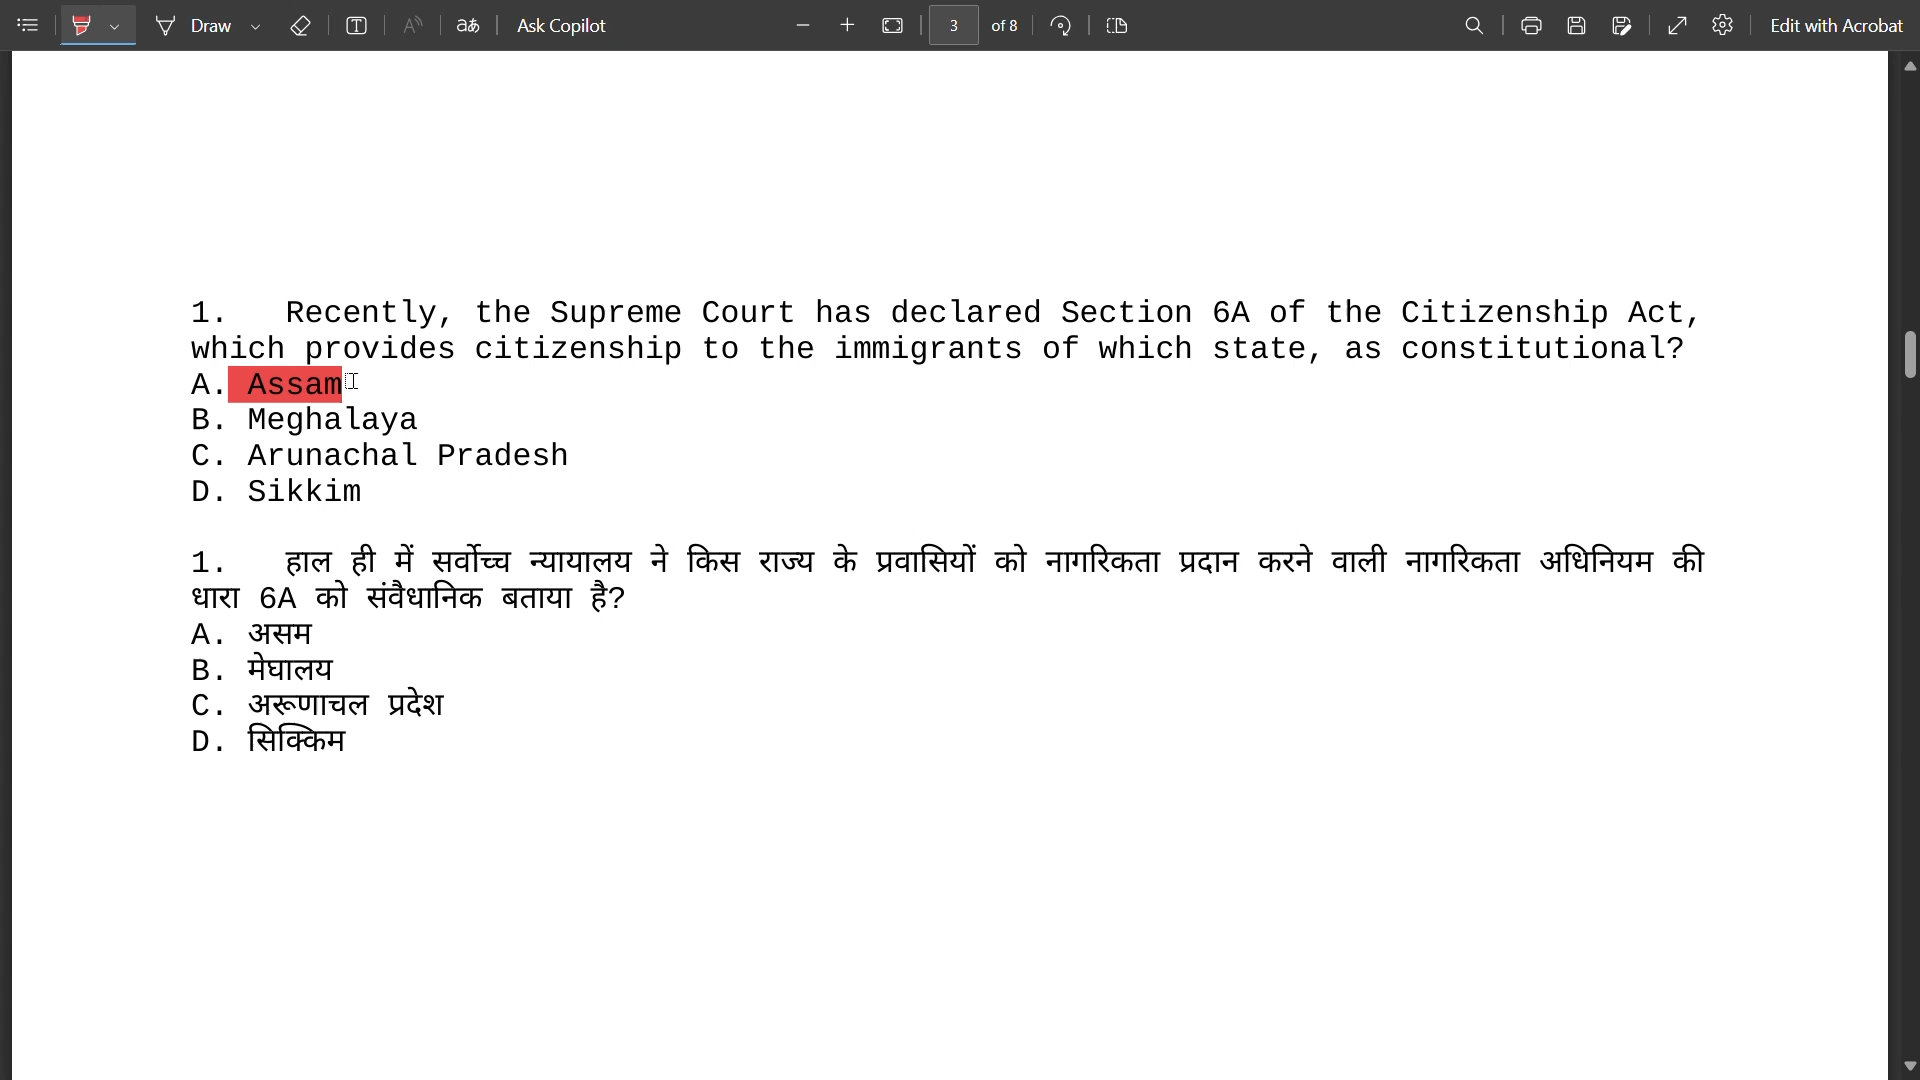 Draw
A
aあ
Ask Copilot
3
of 8
Edit with Acrobat
1. Recently, the Supreme Court has declared Section 6A of the Citizenship Act,
which provides citizenship to the immigrants of which state, as constitutional?
A. Assam
B. Meghalaya
C. Arunachal Pradesh
D. Sikkim
1. हाल ही में सर्वोच्च न्यायालय ने किस राज्य के प्रवासियों को नागरिकता प्रदान करने वाली नागरिकता अधिनियम की
धारा 6A को संवैधानिक बताया है?
A. असम
B. मेघालय
C. अरूणाचल प्रदेश
D. सिक्किम